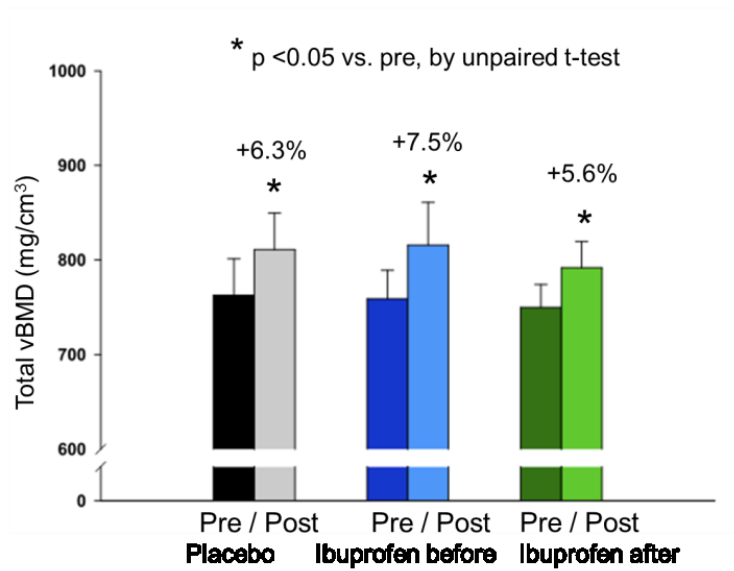 * p <0.05 vs. pre, by unpaired t-test
1000
+6.3%
+7.5%
+5.6%
900
*
*
*
800
700
600
0
Total vBMD (mg/cm³)
Pre / Post
Pre / Post
Pre / Post
Placebo
Ibuprofen before
Ibuprofen after